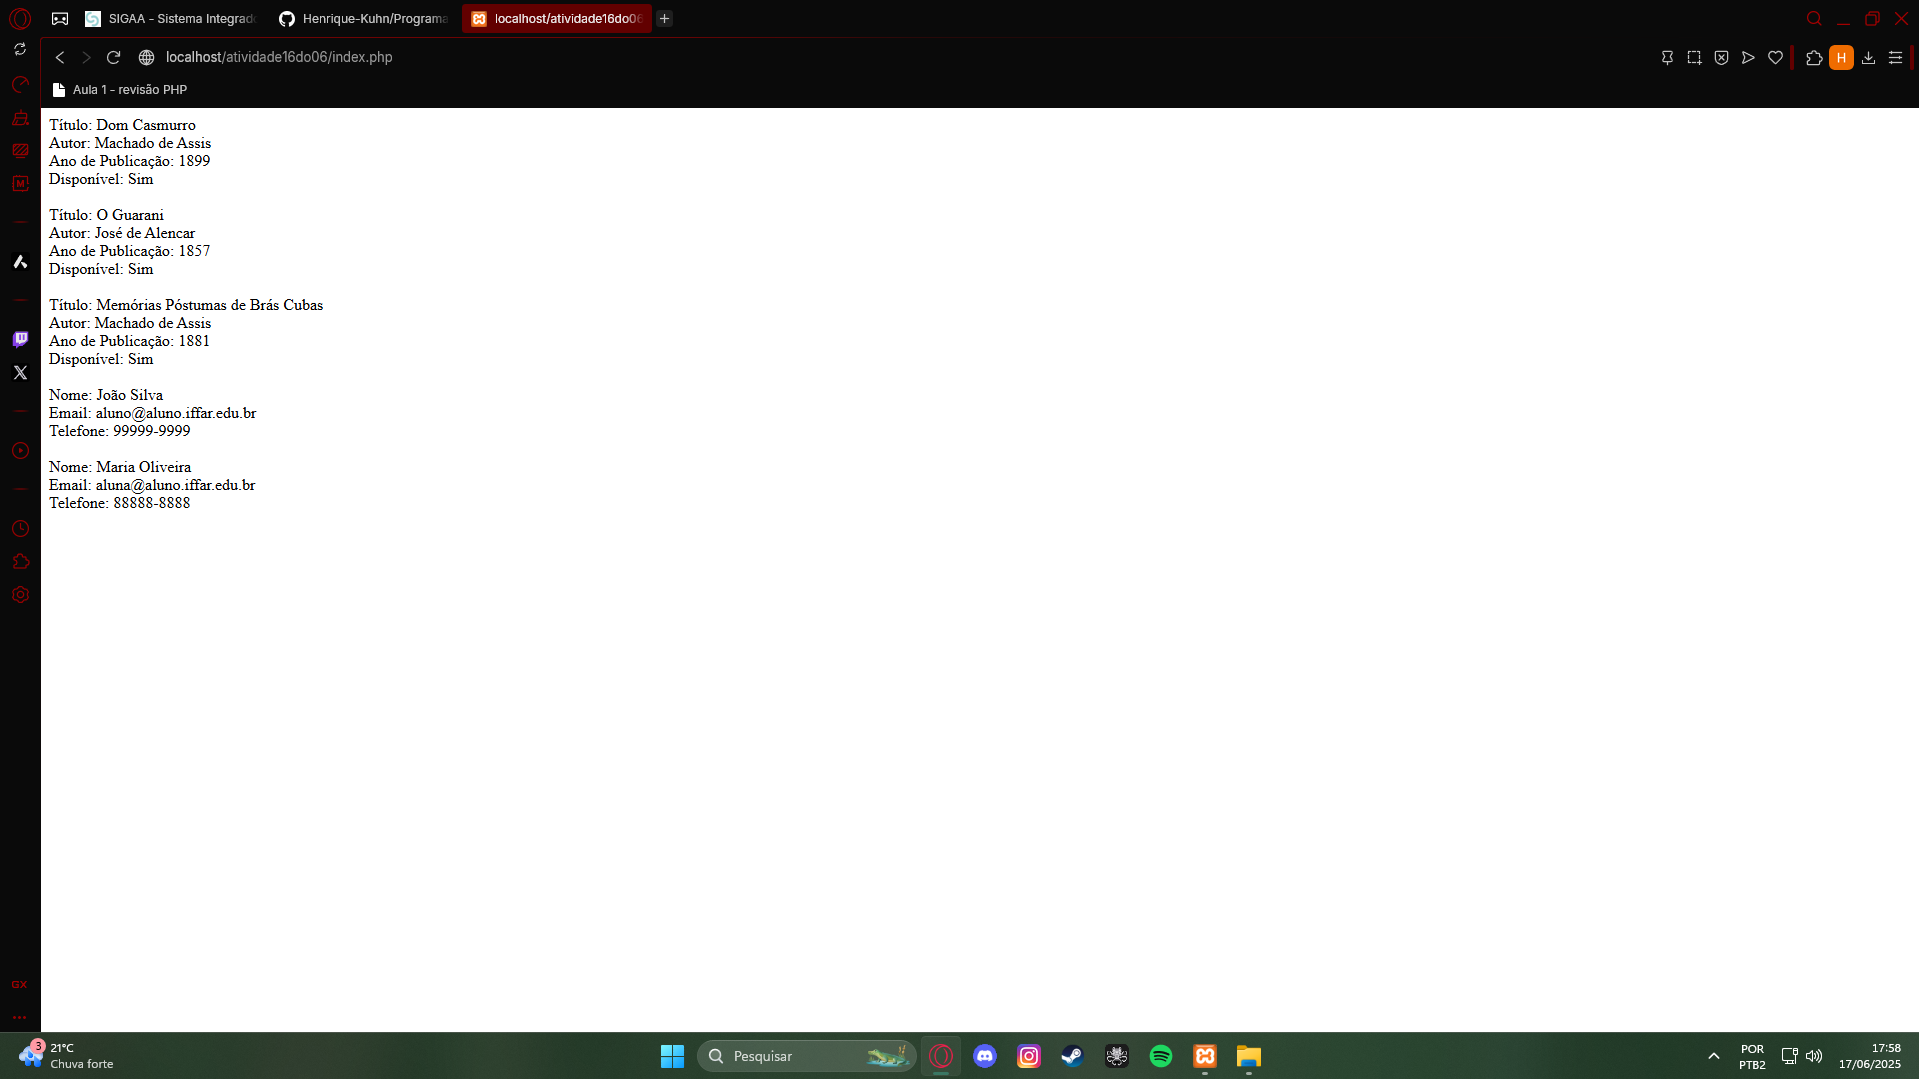 SIGAA - Sistema Integrado
Henrique-Kuhn/Programa
localhost/atividade16do06
localhost/atividade16do06/index.php
H
Aula 1 - revisão PHP
Título: Dom Casmurro
Autor: Machado de Assis
Ano de Publicação: 1899
Disponível: Sim
Título: O Guarani
Autor: José de Alencar
Ano de Publicação: 1857
Disponível: Sim
Título: Memórias Póstumas de Brás Cubas
Autor: Machado de Assis
Ano de Publicação: 1881
Disponível: Sim
Nome: João Silva
Email: aluno@aluno.iffar.edu.br
Telefone: 99999-9999
Nome: Maria Oliveira
Email: aluna@aluno.iffar.edu.br
Telefone: 88888-8888
GX
3
21°C
Chuva forte
Pesquisar
POR
PTB2
17:58
17/06/2025